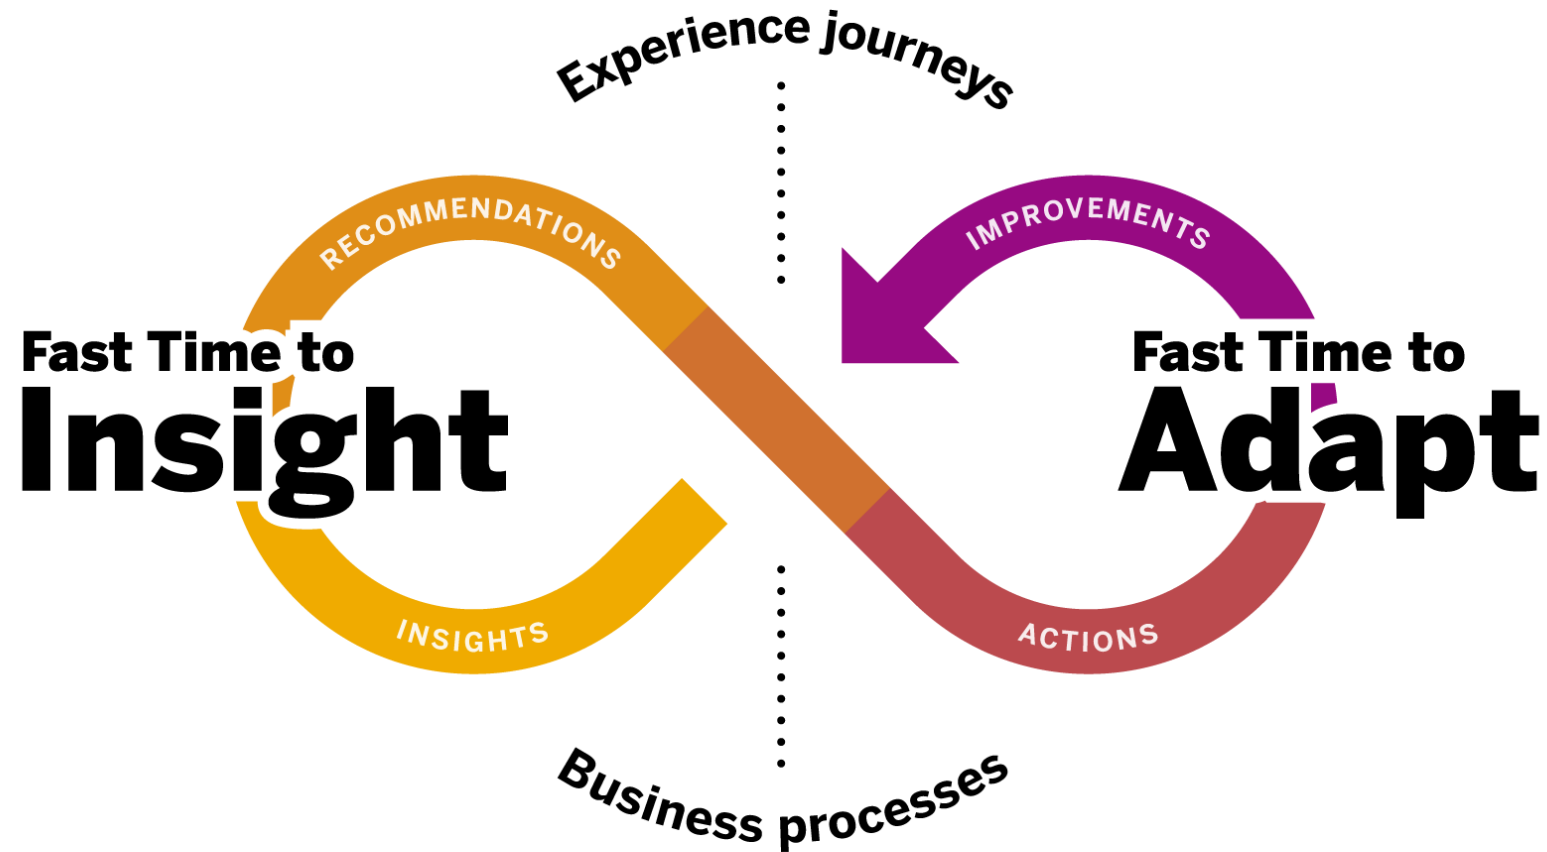 Experience journeys
RECOMMENDATIONS
IMPROVEMENTS
Fast Time to
Insight
Fast Time to
Adapt
INSIGHTS
ACTIONS
Business processes